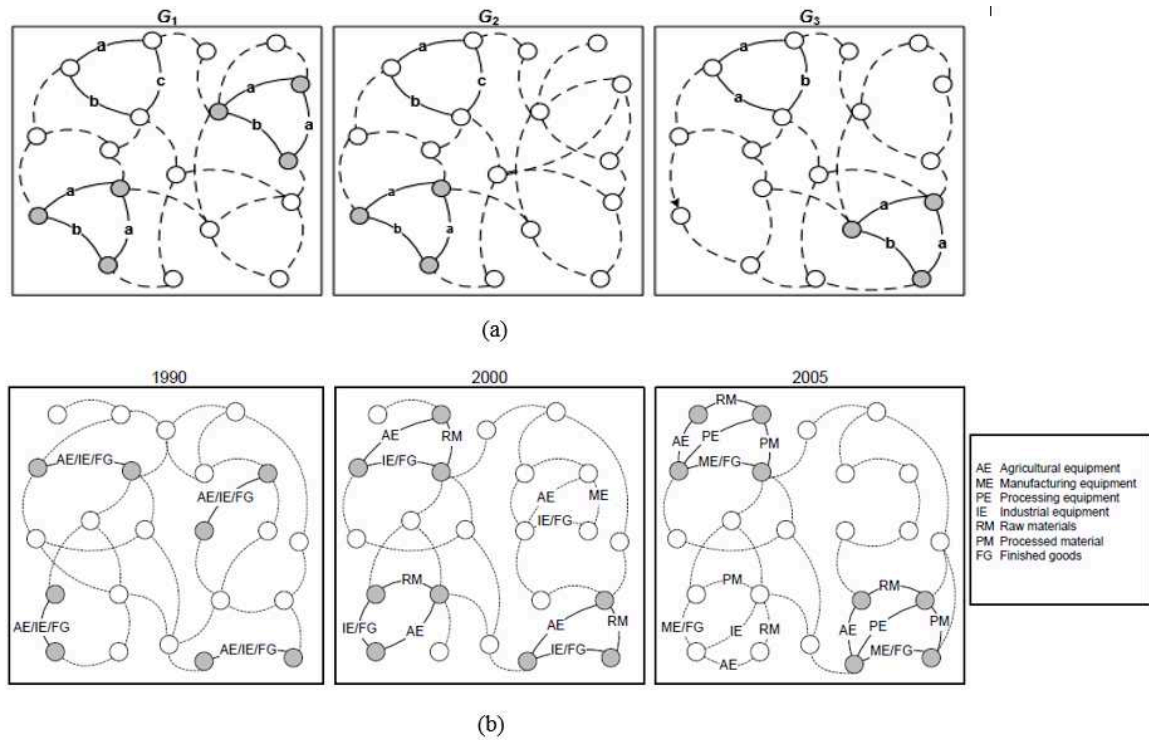 G1 G2 G3
a
c
b
a
b
a
a
b
a
a
c
b
a
b
a
a
b
a
a
b
a
(a)
1990 2000 2005
AE/IE/FG
AE/IE/FG
AE/IE/FG
AE/IE/FG
AE
RM
IE/FG
AE
ME
IE/FG
RM
IE/FG
AE
AE
RM
IE/FG
RM
AE
PE
PM
ME/FG
PM
ME/FG
IE
RM
AE
RM
AE
PE
PM
ME/FG
AE Agricultural equipment
ME Manufacturing equipment
PE Processing equipment
IE Industrial equipment
RM Raw materials
PM Processed material
FG Finished goods
(b)